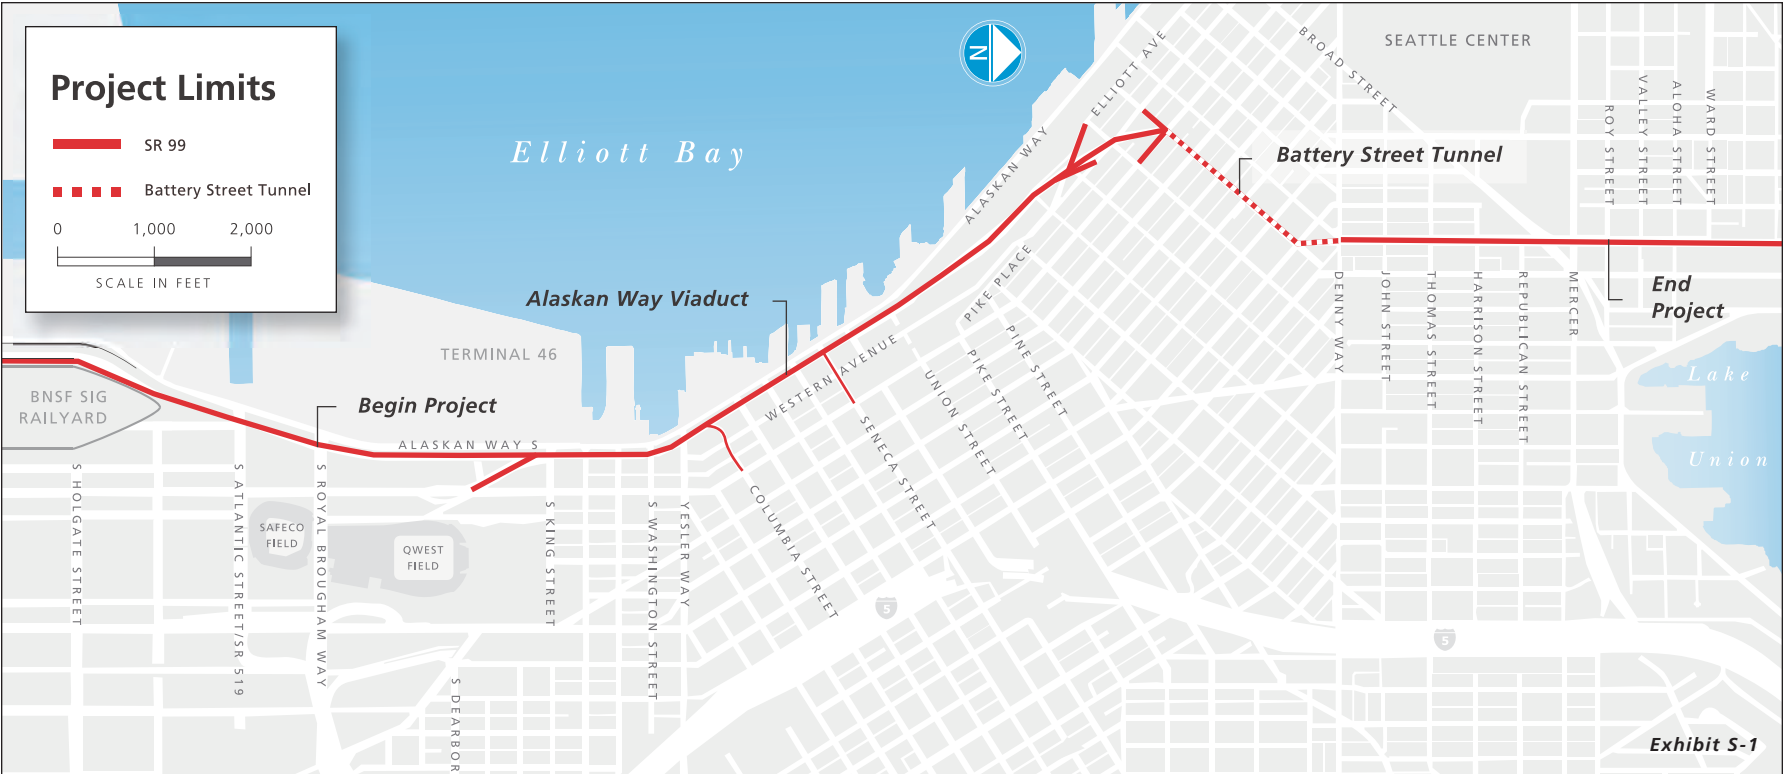 Project Limits
SR 99
Battery Street Tunnel
0 1,000 2,000
SCALE IN FEET
N
Elliott Bay
SEATTLE CENTER
BROAD STREET
ELLIOTT AVE
ALASKAN WAY
Battery Street Tunnel
ROY STREET
VALLEY STREET
ALOHA STREET
WARD STREET
Alaskan Way Viaduct
PIKE PLACE
WESTERN AVENUE
PINE STREET
PIKE STREET
UNION STREET
SENECA STREET
COLUMBIA STREET
DENNY WAY
JOHN STREET
THOMAS STREET
HARRISON STREET
REPUBLICAN STREET
MERCER
End
Project
Lake
Union
TERMINAL 46
BNSF SIG
RAILYARD
Begin Project
ALASKAN WAY S
S HOLGATE STREET
S ATLANTIC STREET/SR 519
S ROYAL BROUGHAM WAY
SAFECO
FIELD
QWEST
FIELD
S KING STREET
S WASHINGTON STREET
YESLER WAY
S DEARBOR
5
5
Exhibit S-1